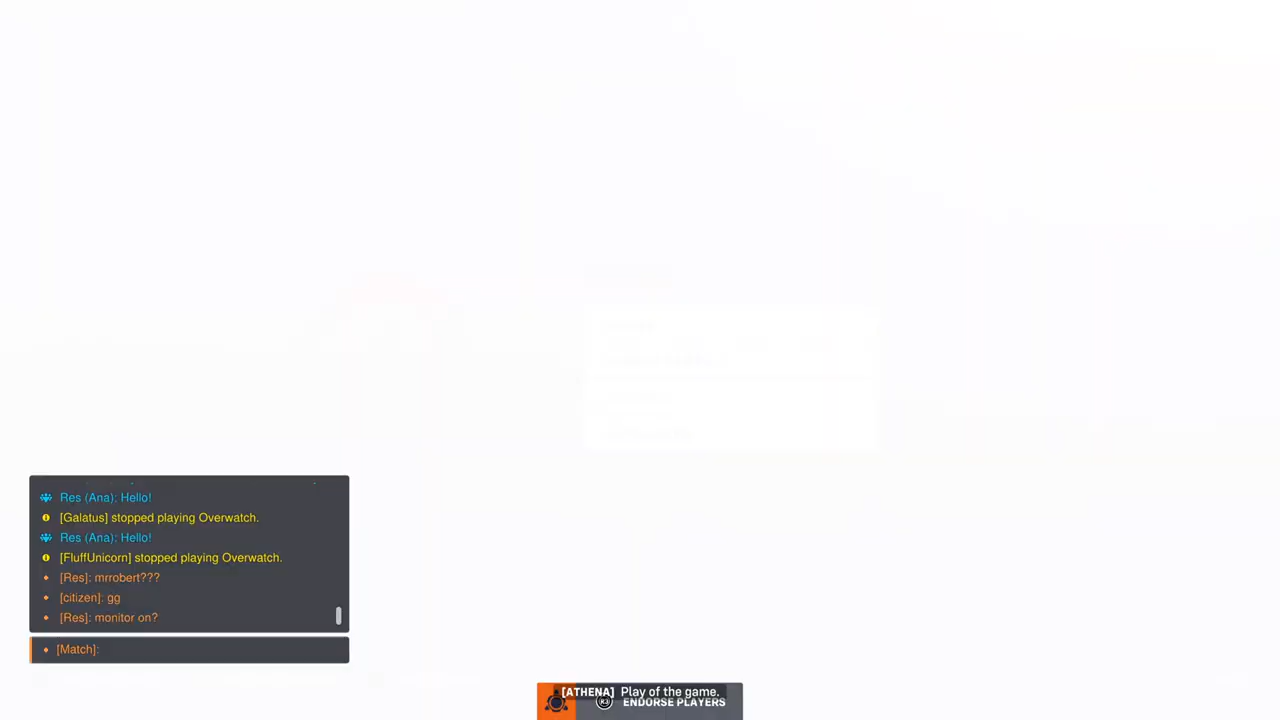 Res (Ana): Hello!
[Galatus] stopped playing Overwatch.
Res (Ana): Hello!
[FluffUnicorn] stopped playing Overwatch.
[Res]: mrrobert???
[citizen]: gg
[Res]: monitor on?
[Match]:
[ATHENA] Play of the game.
R3 ENDORSE PLAYERS